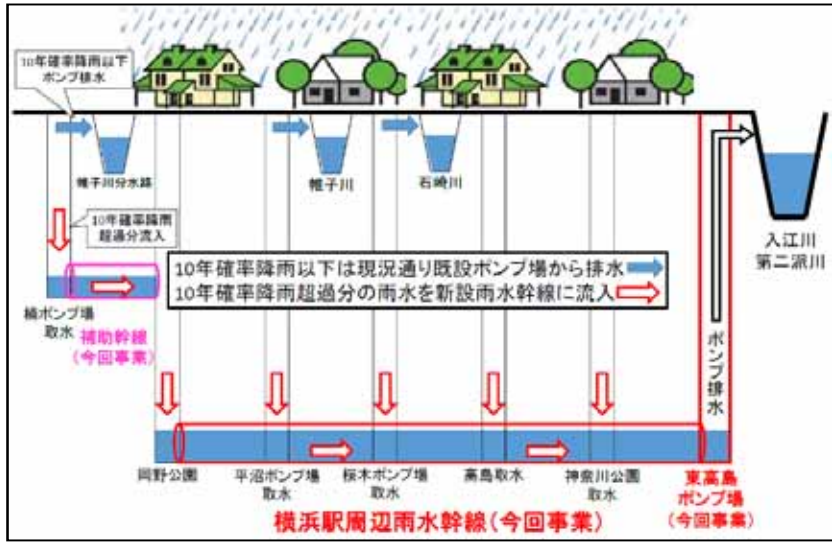 10年確率降雨以下
ポンプ排水
帷子川分水路
帷子川
石崎川
入江川
第二派川
10年確率降雨
超過分流入
10年確率降雨以下は現況通り既設ポンプ場から排水
10年確率降雨超過分の雨水を新設雨水幹線に流入
楠ポンプ場
取水
補助幹線
(今回事業)
ポンプ排水
岡野公園
平沼ポンプ場
取水
桜木ポンプ場
取水
高島取水
神奈川公園
取水
東高島
ポンプ場
(今回事業)
横浜駅周辺雨水幹線(今回事業)